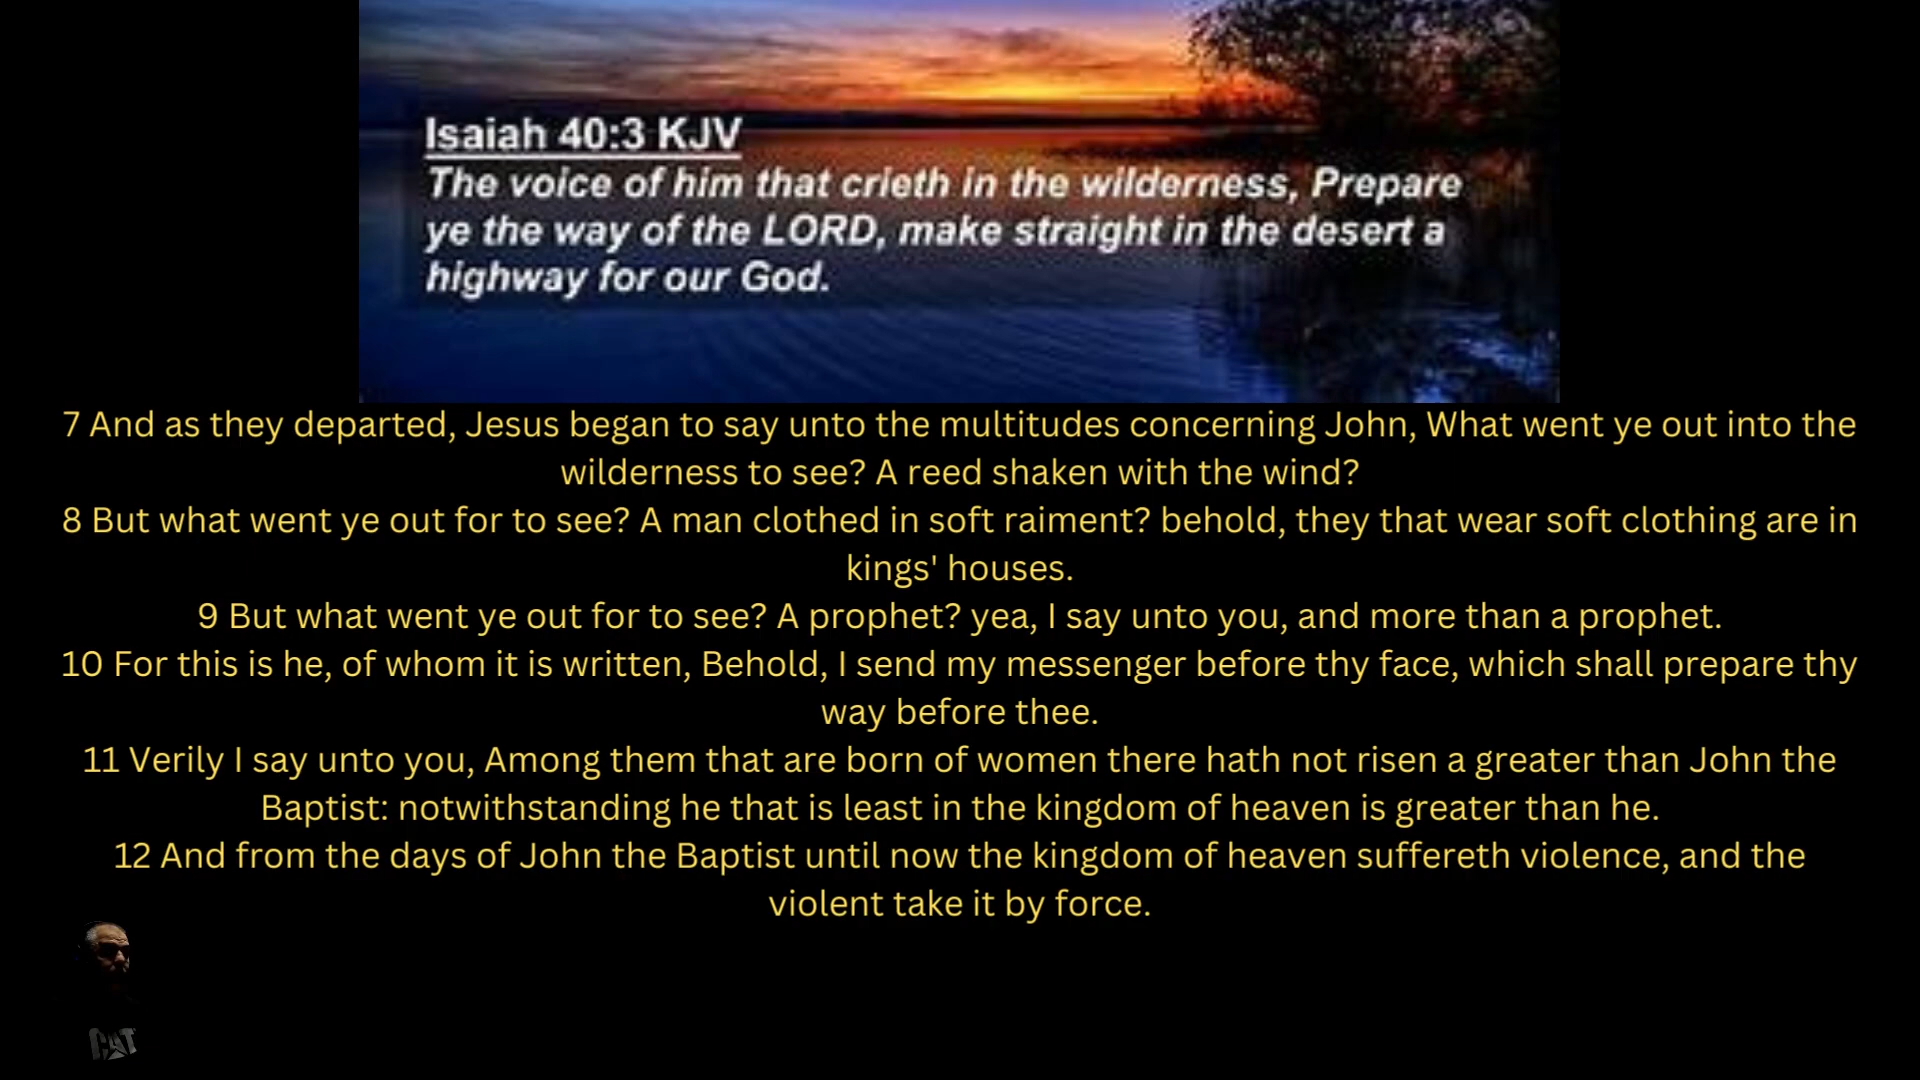 Isaiah 40:3 KJV
The voice of him that crieth in the wilderness, Prepare
ye the way of the LORD, make straight in the desert a
highway for our God.
7 And as they departed, Jesus began to say unto the multitudes concerning John, What went ye out into the
wilderness to see? A reed shaken with the wind?
8 But what went ye out for to see? A man clothed in soft raiment? behold, they that wear soft clothing are in
kings' houses.
9 But what went ye out for to see? A prophet? yea, I say unto you, and more than a prophet.
10 For this is he, of whom it is written, Behold, I send my messenger before thy face, which shall prepare thy
way before thee.
11 Verily I say unto you, Among them that are born of women there hath not risen a greater than John the
Baptist: notwithstanding he that is least in the kingdom of heaven is greater than he.
12 And from the days of John the Baptist until now the kingdom of heaven suffereth violence, and the
violent take it by force.
CAT